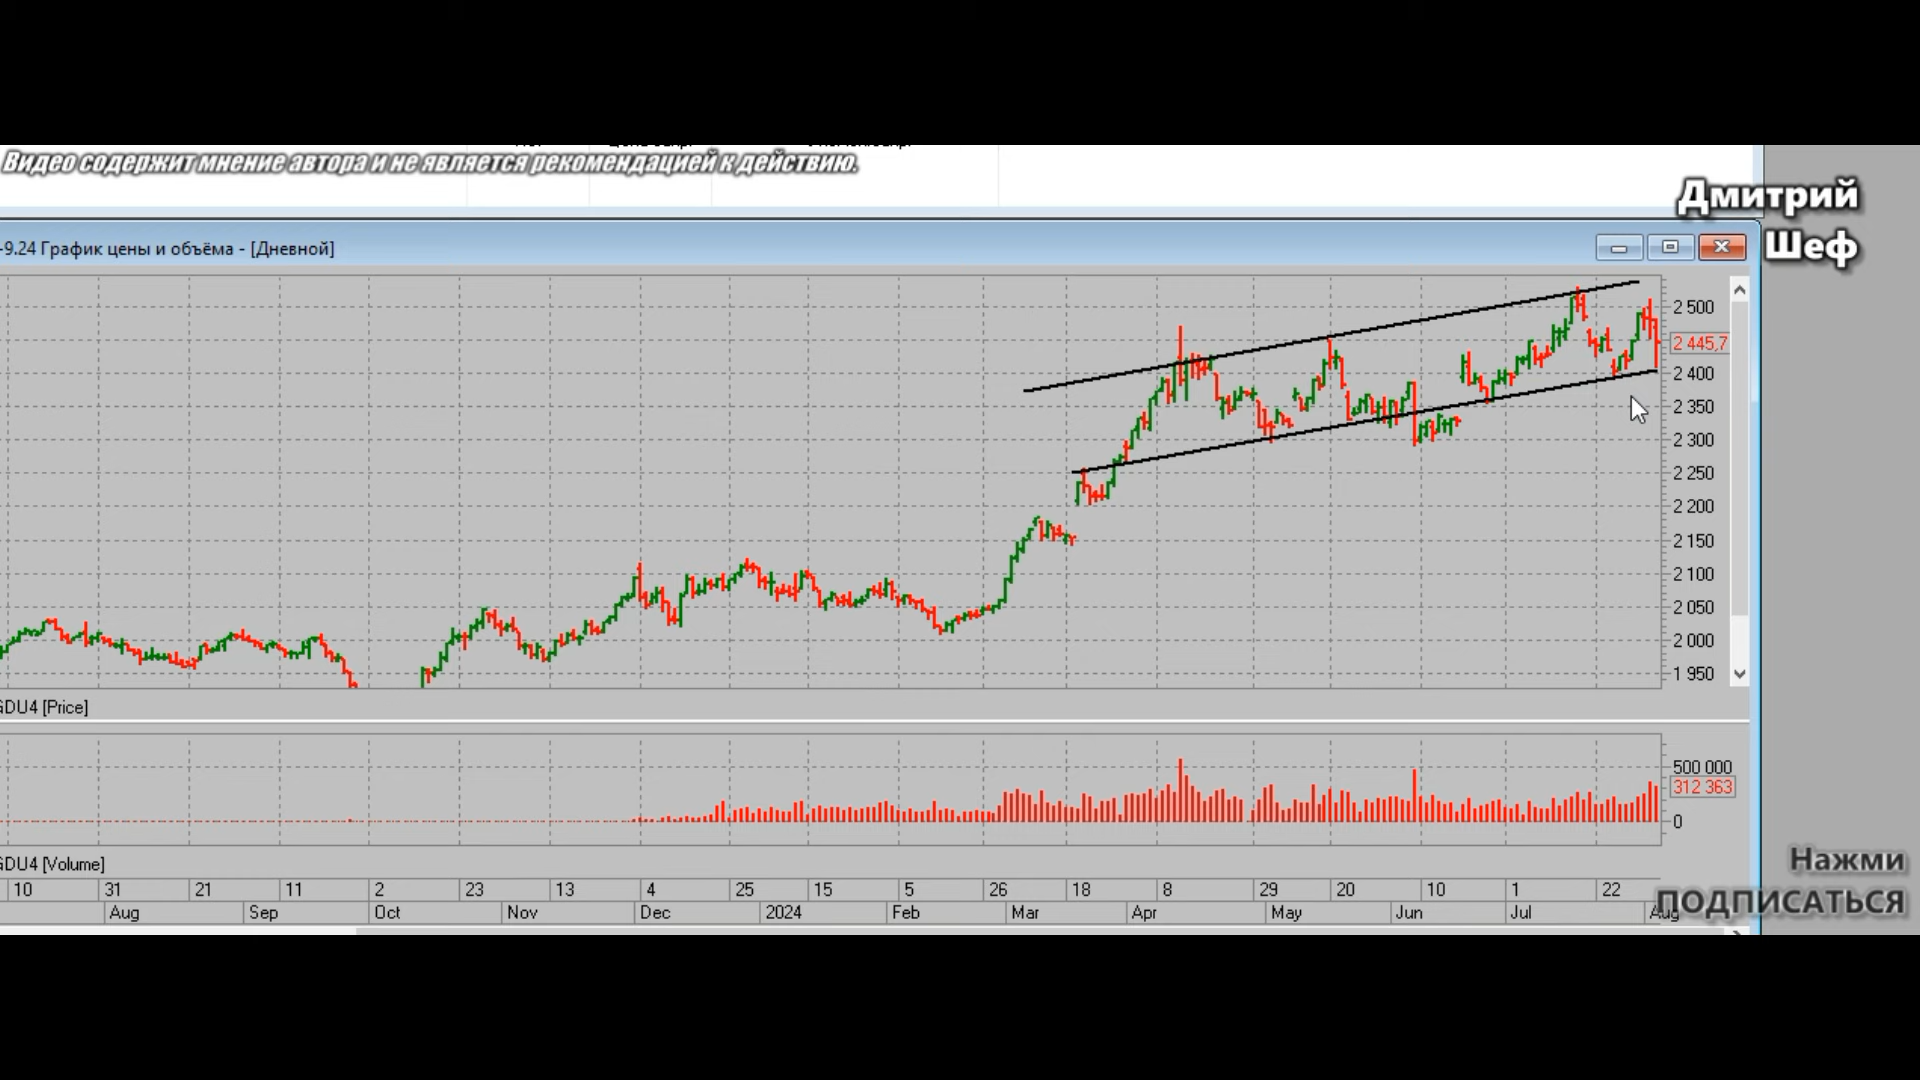 Видео содержит мнение автора и не является рекомендацией к действию.
Дмитрий
Шеф
-9.24 График цены и объёма - [Дневной]
2 500
2 445,7
2 400
2 350
2 300
2 250
2 200
2 150
2 100
2 050
2 000
1 950
GDU4 [Price]
500 000
312 363
0
GDU4 [Volume]
Нажми
ПОДПИСАТЬСЯ
10 31 21 11 2 23 13 4 25 15 5 26 18 8 29 20 10 1 22
Aug Sep Oct Nov Dec 2024 Feb Mar Apr May Jun Jul Aug